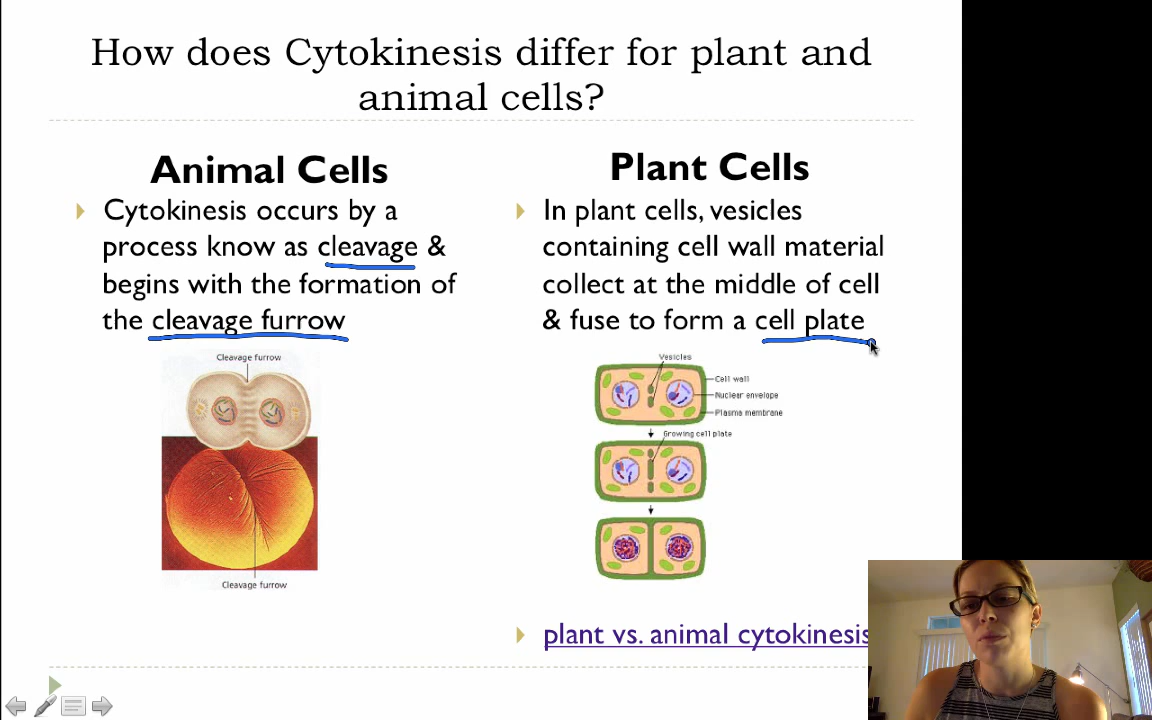 How does Cytokinesis differ for plant and
animal cells?
Animal Cells
Cytokinesis occurs by a
process know as cleavage &
begins with the formation of
the cleavage furrow
Cleavage furrow
Cleavage furrow
Plant Cells
In plant cells, vesicles
containing cell wall material
collect at the middle of cell
& fuse to form a cell plate
Vesicles
Cell wall
Nuclear envelope
Plasma membrane
Growing cell plate
plant vs. animal cytokinesis